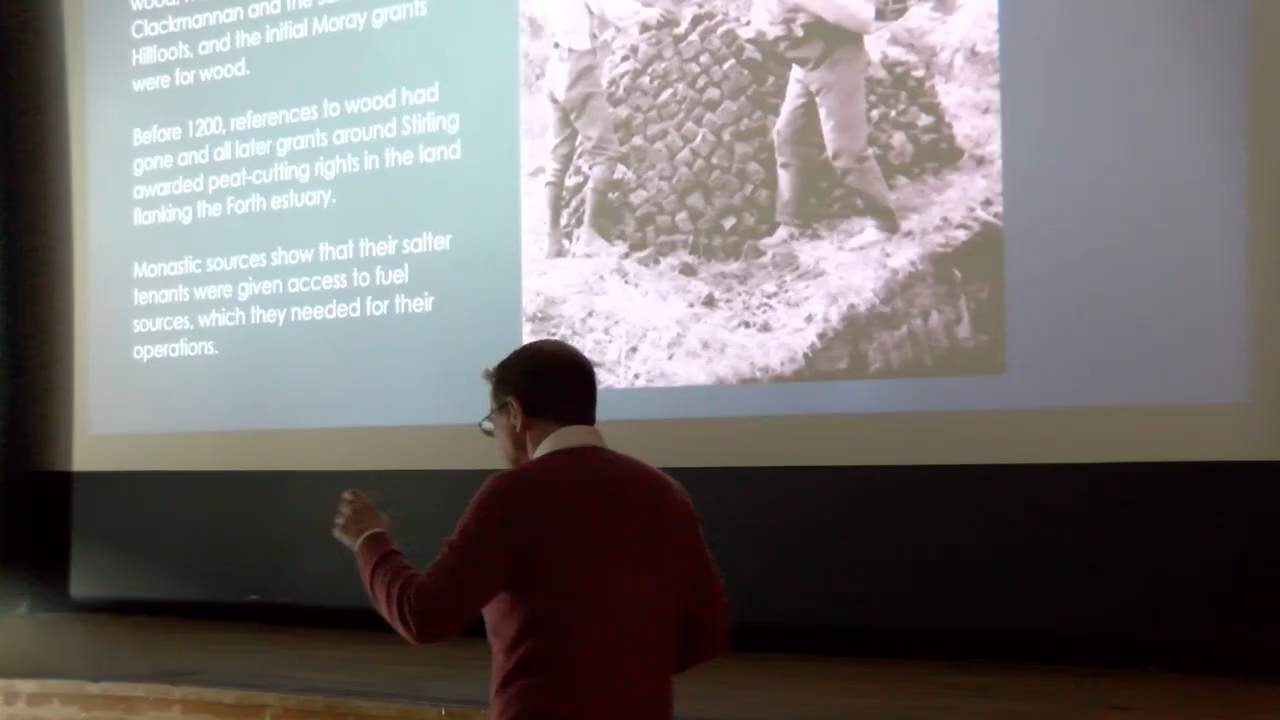 wood,
Clackmannan and the
Hillfoots, and the initial Moray grants
were for wood.
Before 1200, references to wood had
gone and all later grants around Stirling
awarded peat-cutting rights in the land
flanking the Forth estuary.
Monastic sources show that their salter
tenants were given access to fuel
sources, which they needed for their
operations.